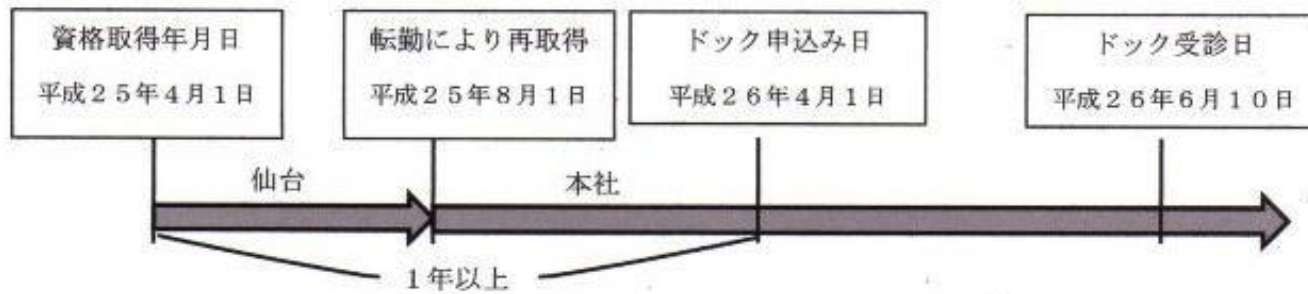 資格取得年月日
平成25年4月1日
転勤により再取得
平成25年8月1日
ドック申込み日
平成26年4月1日
ドック受診日
平成26年6月10日
仙台
本社
1年以上